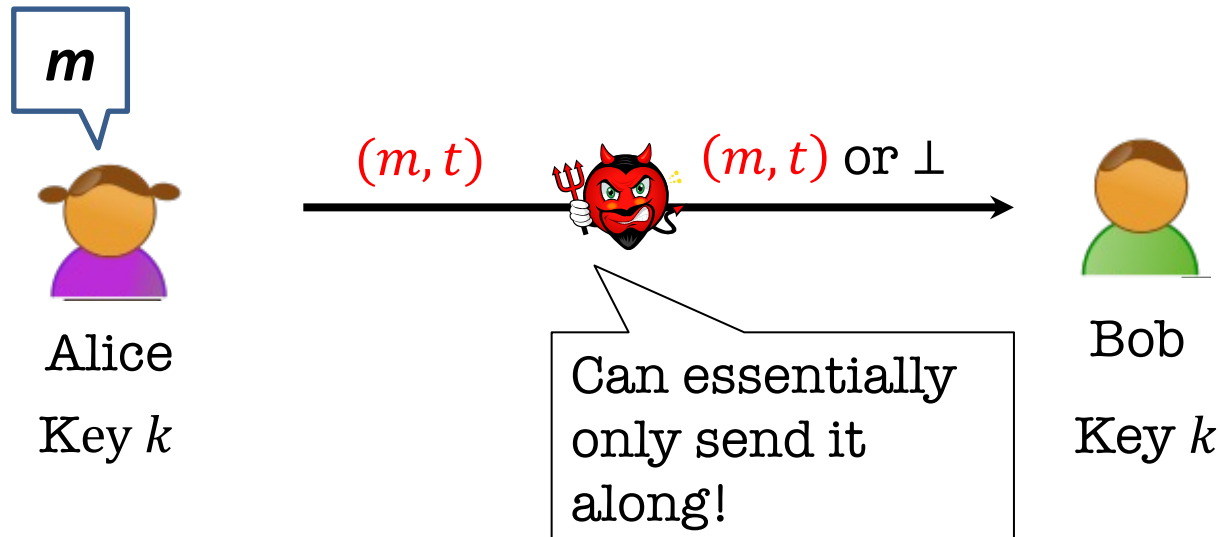 m
(m, t)
(m, t) or ⊥
Alice
Key k
Can essentially
only send it
along!
Bob
Key k